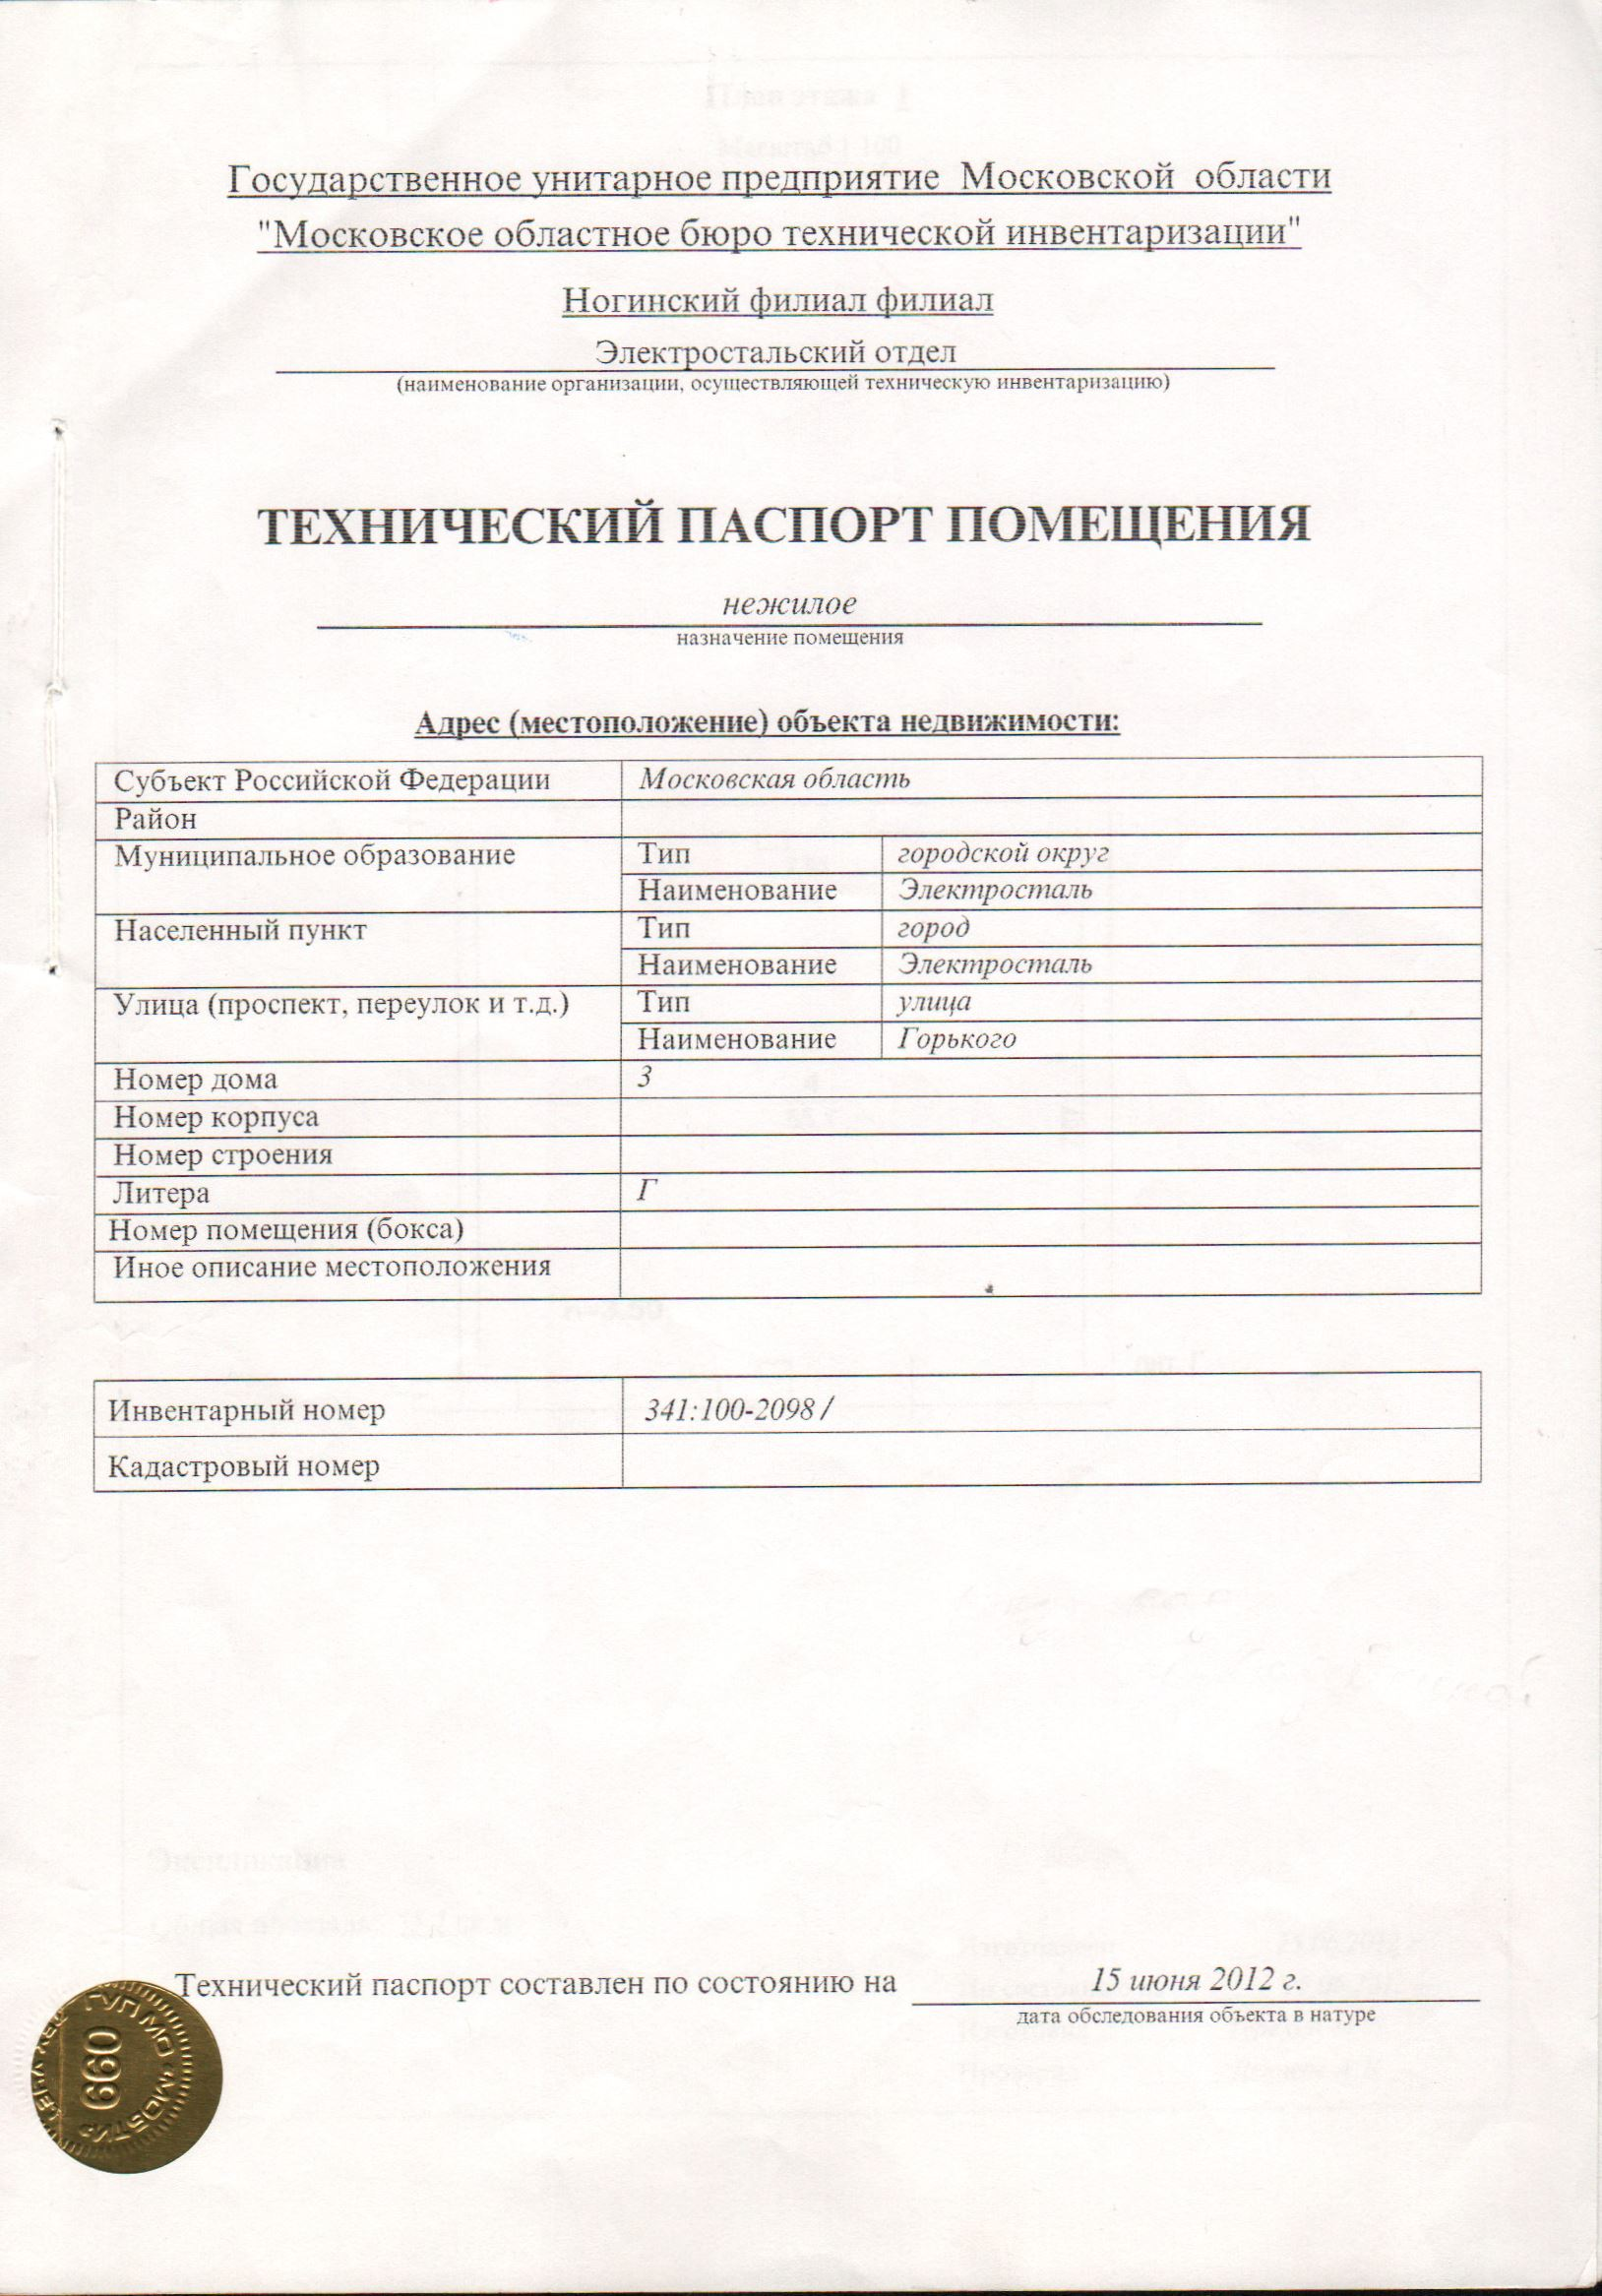 Государственное унитарное предприятие Московской области
"Московское областное бюро технической инвентаризации"
Ногинский филиал филиал
Электростальский отдел
(наименование организации, осуществляющей техническую инвентаризацию)
ТЕХНИЧЕСКИЙ ПАСПОРТ ПОМЕЩЕНИЯ
нежилое
назначение помещения
Адрес (местоположение) объекта недвижимости:
Субъект Российской Федерации Московская область
Район
Муниципальное образование Тип городской округ
Наименование Электросталь
Населенный пункт Тип город
Наименование Электросталь
Улица (проспект, переулок и т.д.) Тип улица
Наименование Горького
Номер дома 3
Номер корпуса
Номер строения
Литера Г
Номер помещения (бокса)
Иное описание местоположения
Инвентарный номер 341:100-2098 /
Кадастровый номер
Технический паспорт составлен по состоянию на 15 июня 2012 г.
дата обследования объекта в натуре
ГУП МО «МОБТИ»
099